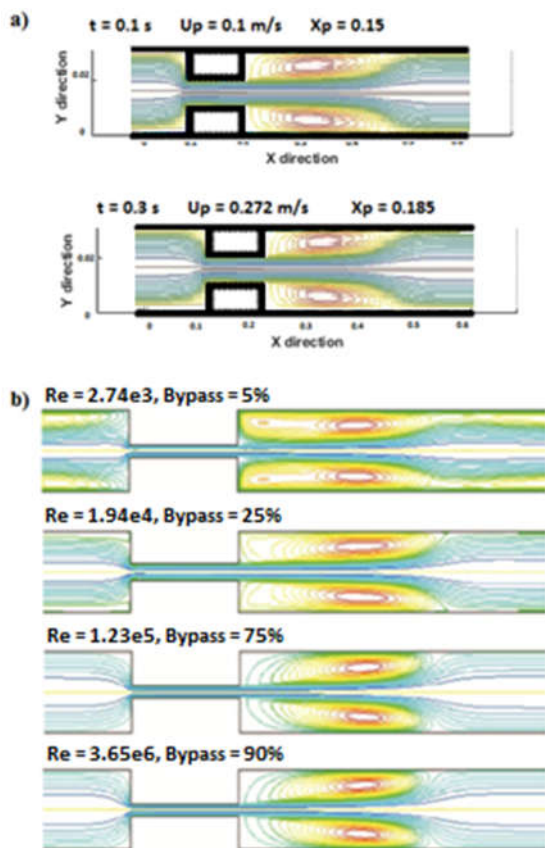 a)
t = 0.1 s Up = 0.1 m/s Xp = 0.15
Y direction
0.02
0
X direction
t = 0.3 s Up = 0.272 m/s Xp = 0.185
Y direction
0.02
0
0 0.1 0.2 0.3 0.4 0.5 0.6
X direction
b)
Re = 2.74e3, Bypass = 5%
Re = 1.94e4, Bypass = 25%
Re = 1.23e5, Bypass = 75%
Re = 3.65e6, Bypass = 90%